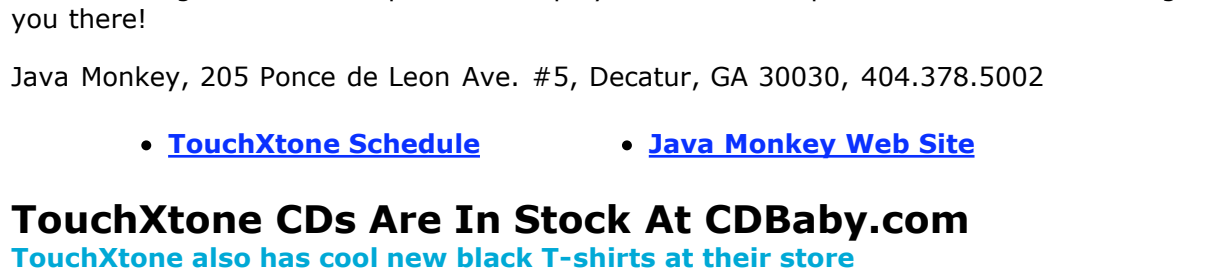 you there!
Java Monkey, 205 Ponce de Leon Ave. #5, Decatur, GA 30030, 404.378.5002
• TouchXtone Schedule • Java Monkey Web Site
TouchXtone CDs Are In Stock At CDBaby.com
TouchXtone also has cool new black T-shirts at their store